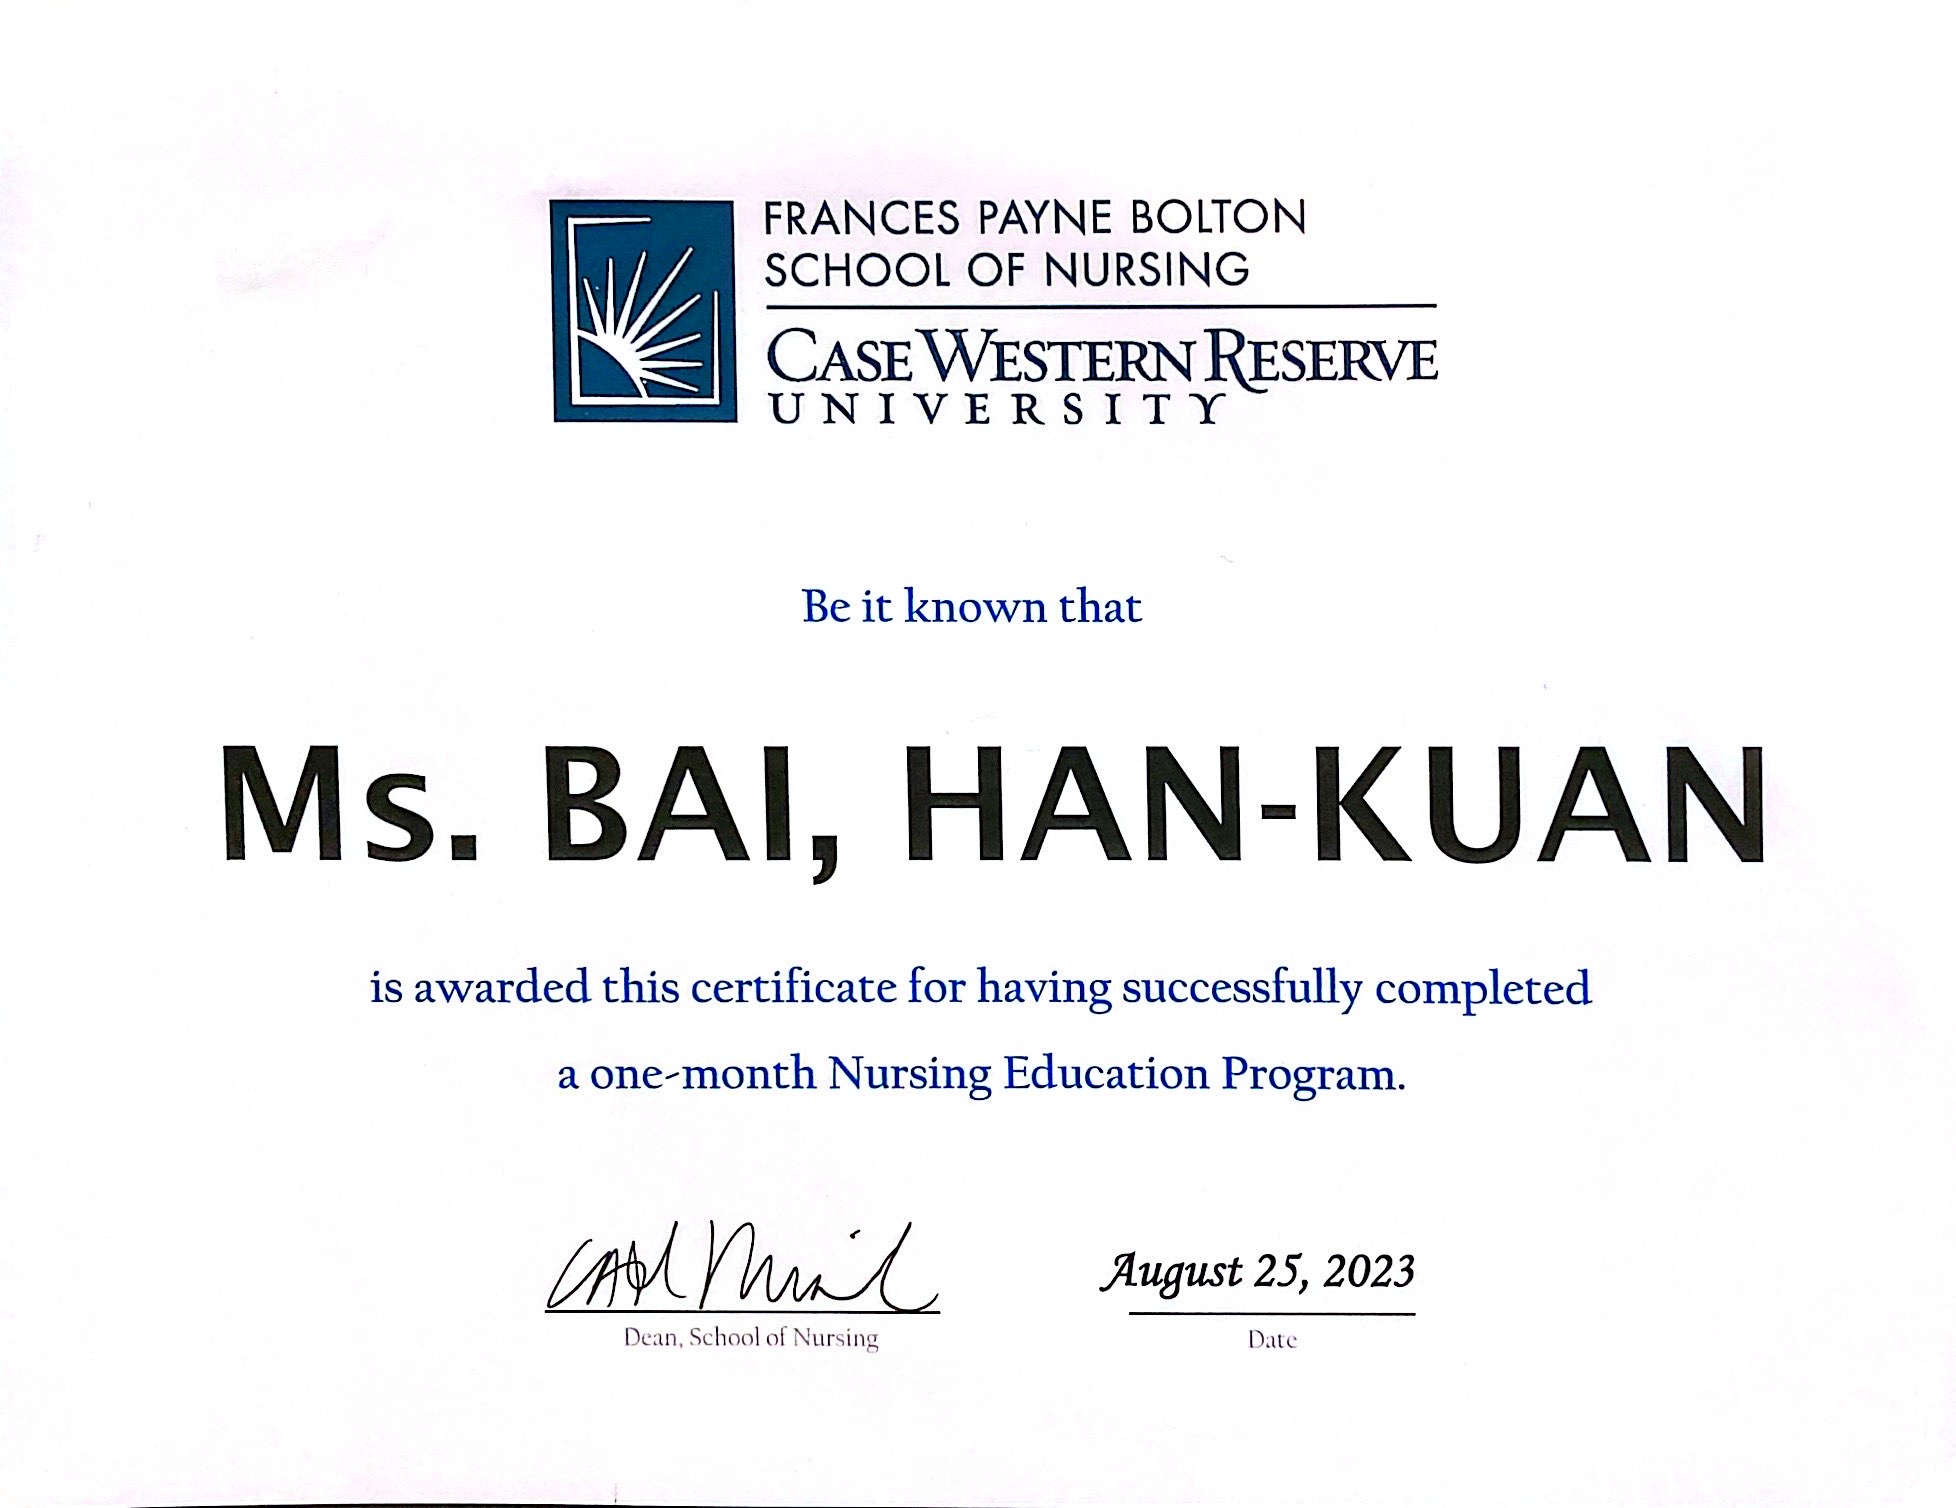 FRANCES PAYNE BOLTON
SCHOOL OF NURSING
CASE WESTERN RESERVE
UNIVERSITY
Be it known that
Ms. BAI, HAN-KUAN
is awarded this certificate for having successfully completed
a one-month Nursing Education Program.
August 25, 2023
Dean, School of Nursing
Date